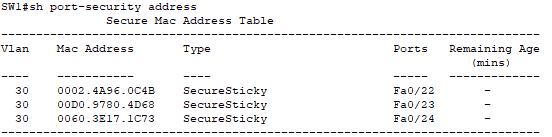 SW1#sh port-security address
Secure Mac Address Table
-------------------------------------------------------------------------------
Vlan Mac Address Type Ports Remaining Age
(mins)
---- ----------- ---- ----- -------------
30 0002.4A96.0C4B SecureSticky Fa0/22 -
30 00D0.9780.4D68 SecureSticky Fa0/23 -
30 0060.3E17.1C73 SecureSticky Fa0/24 -
-------------------------------------------------------------------------------